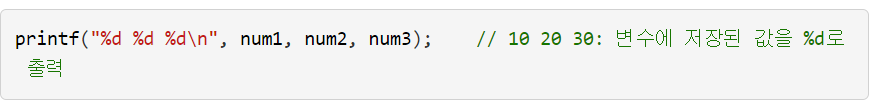 printf("%d %d %d\n", num1, num2, num3);    // 10 20 30: 변수에 저장된 값을 %d로
출력